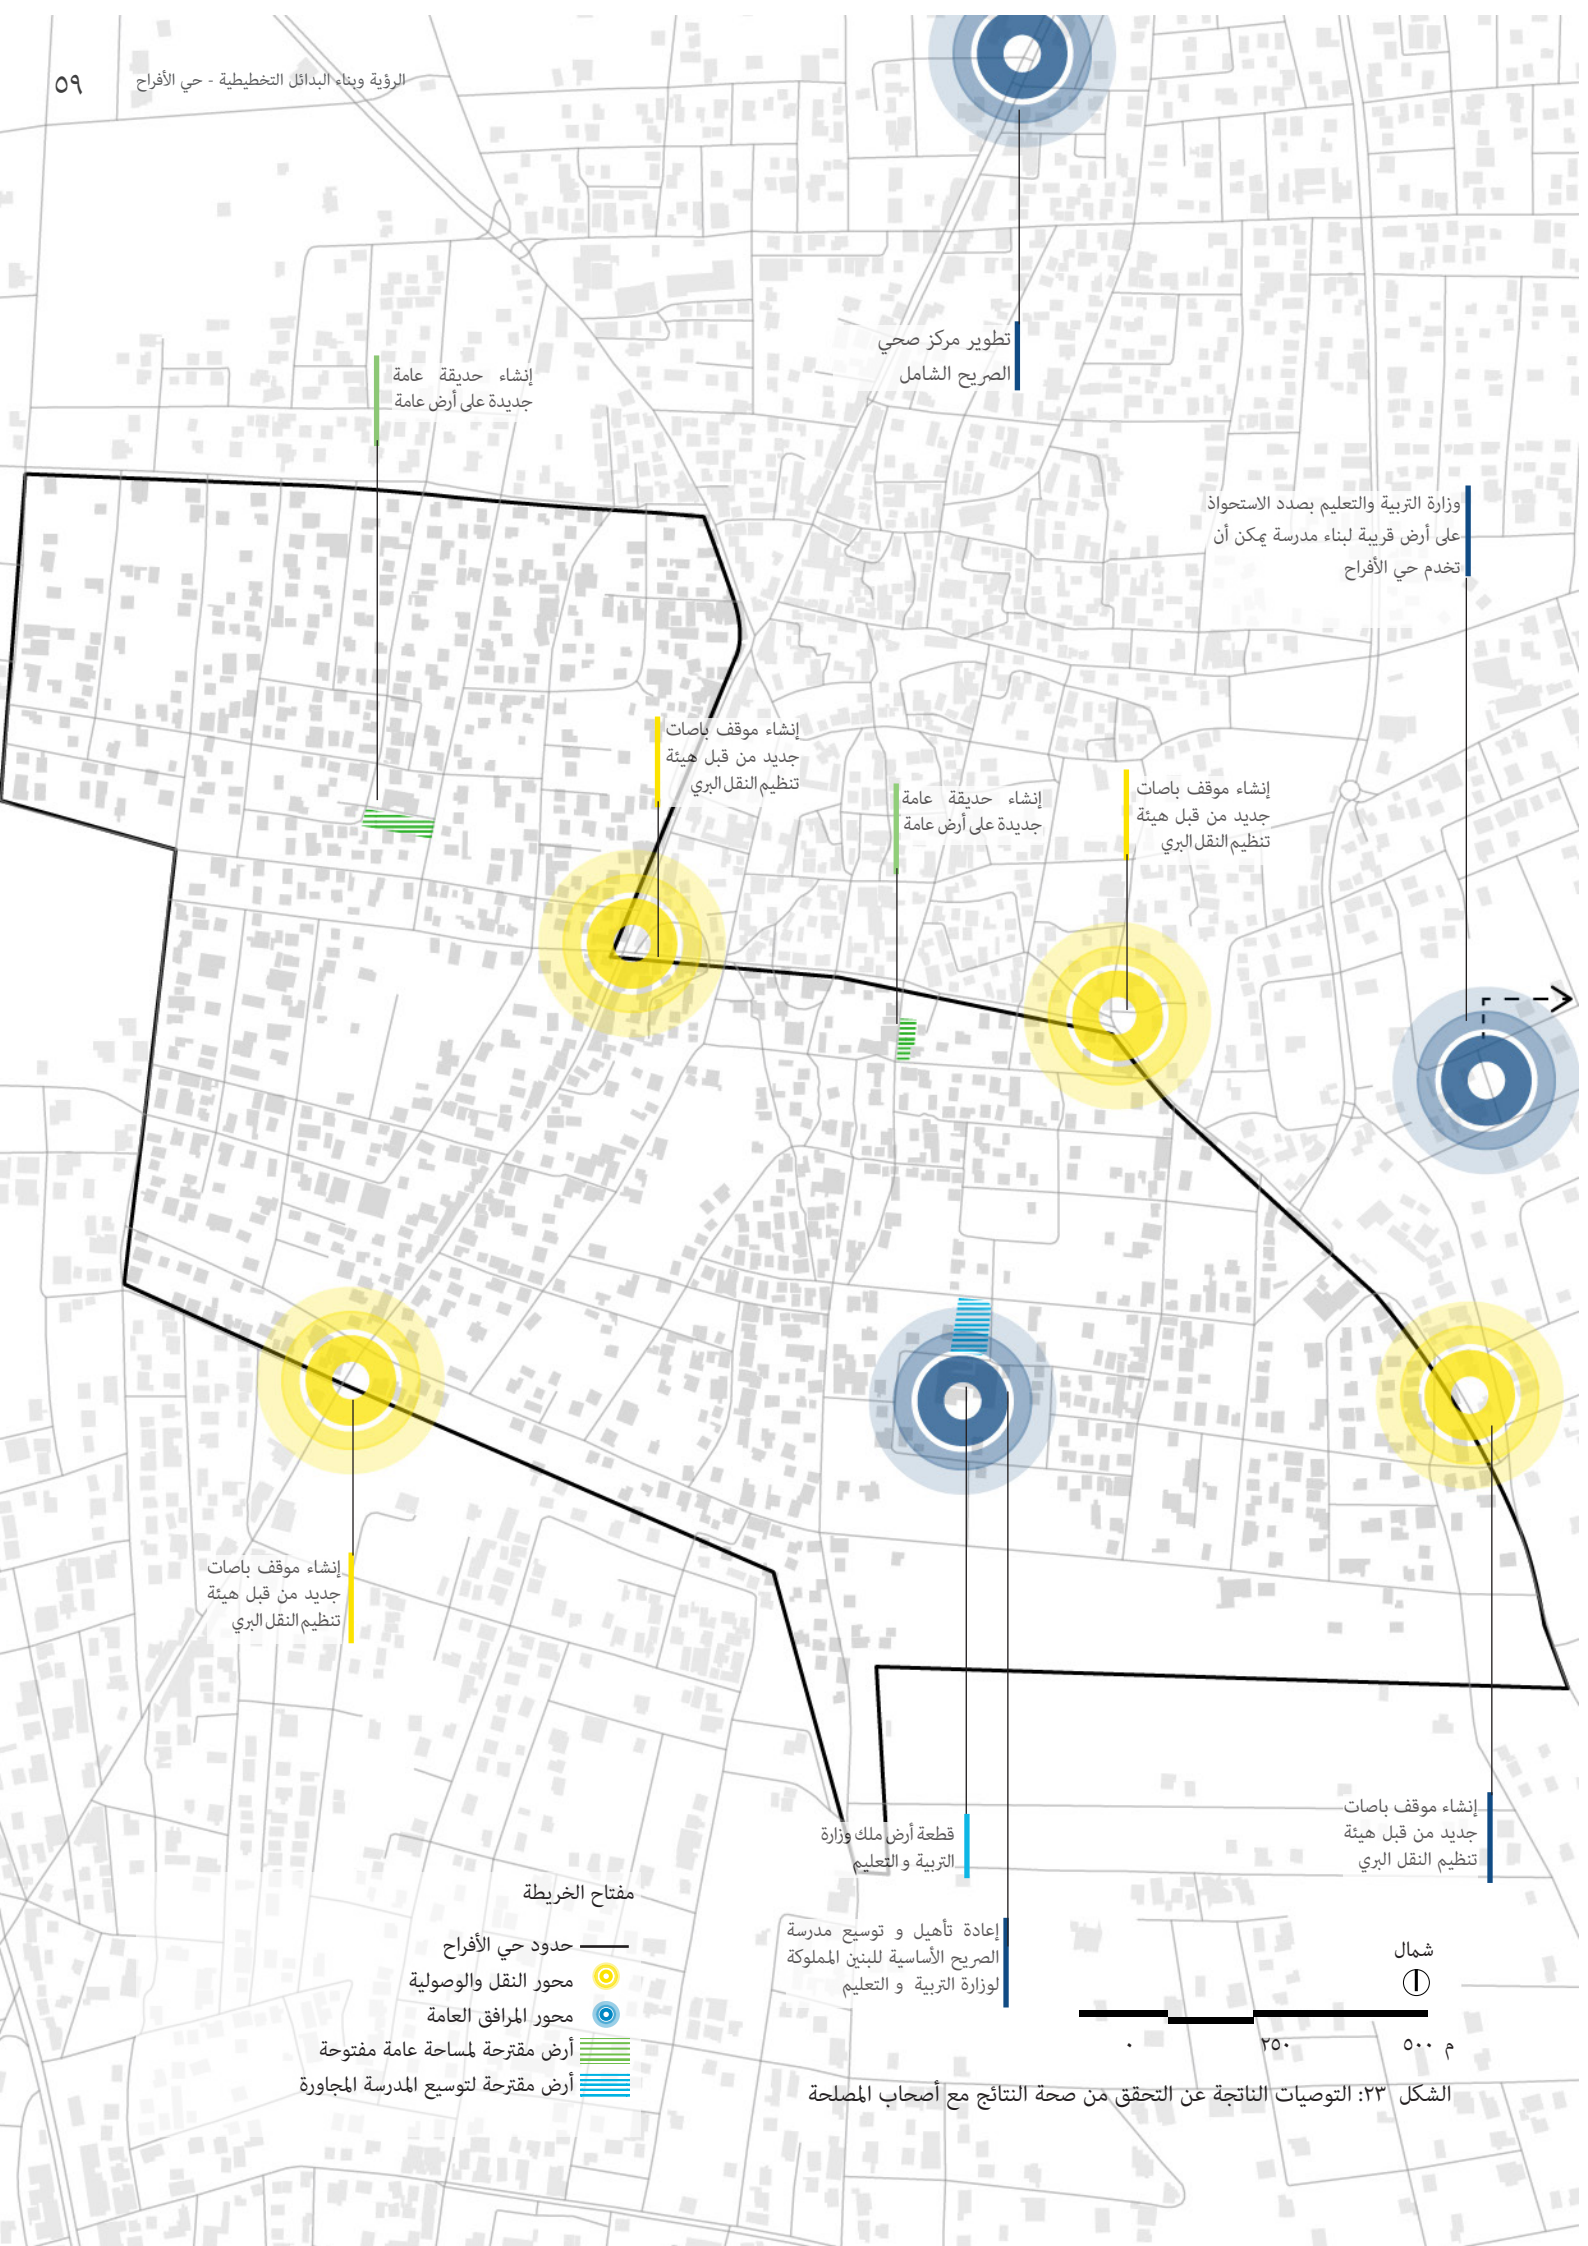 الرؤية وبناء البدائل التخطيطية - حي الأفراح
٥٩
تطوير مركز صحي
الصريح الشامل
إنشاء حديقة عامة
جديدة على أرض عامة
وزارة التربية والتعليم بصدد الاستحواذ
على أرض قريبة لبناء مدرسة يمكن أن
تخدم حي الأفراح
إنشاء موقف باصات
جديد من قبل هيئة
تنظيم النقل البري
إنشاء موقف باصات
جديد من قبل هيئة
تنظيم النقل البري
إنشاء حديقة عامة
جديدة على أرض عامة
إنشاء موقف باصات
جديد من قبل هيئة
تنظيم النقل البري
إنشاء موقف باصات
جديد من قبل هيئة
تنظيم النقل البري
قطعة أرض ملك وزارة
التربية و التعليم
إعادة تأهيل و توسيع مدرسة
الصريح الأساسية للبنين المملوكة
لوزارة التربية و التعليم
مفتاح الخريطة
حدود حي الأفراح
محور النقل والوصولية
محور المرافق العامة
أرض مقترحة لمساحة عامة مفتوحة
أرض مقترحة لتوسيع المدرسة المجاورة
شمال
٠ ٢٥٠ ٥٠٠ م
الشكل ٢٣: التوصيات الناتجة عن التحقق من صحة النتائج مع أصحاب المصلحة